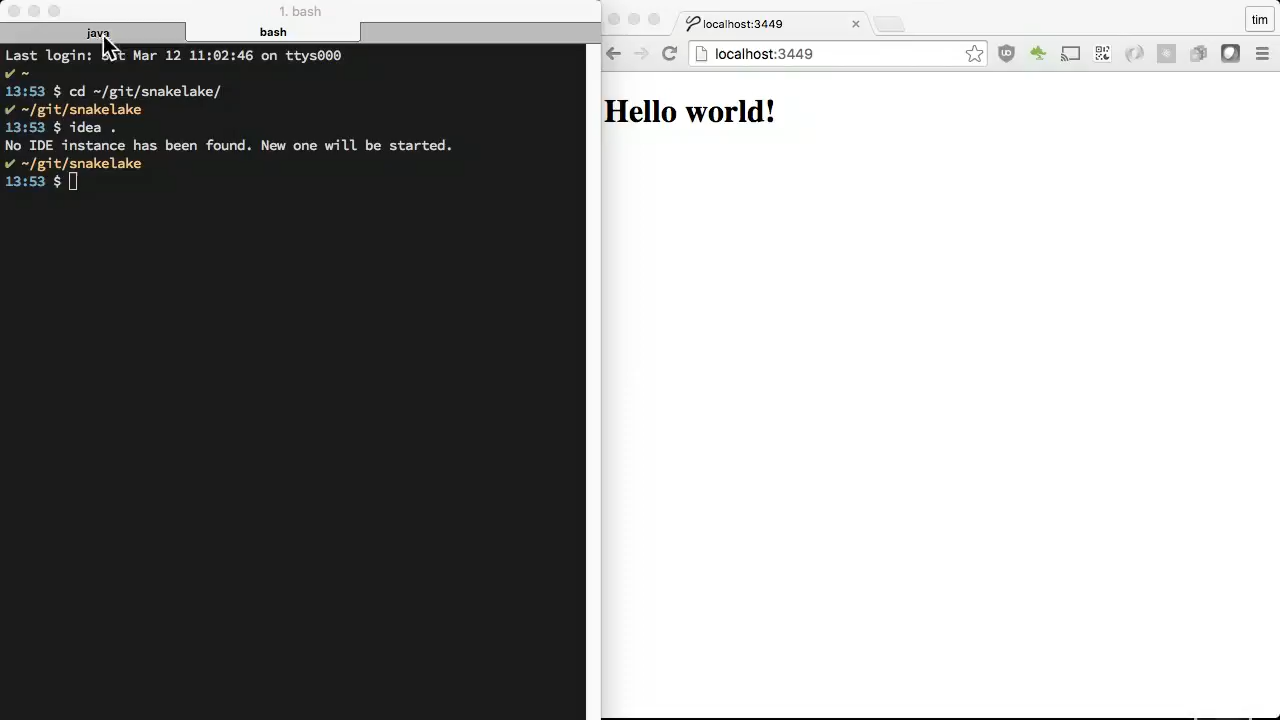 1. bash
java
bash
Last login: Mar 12 11:02:46 on ttys000
✔ ~
13:53 $ cd ~/git/snakelake/
✔ ~/git/snakelake
13:53 $ idea .
No IDE instance has been found. New one will be started.
✔ ~/git/snakelake
13:53 $
localhost:3449
tim
localhost:3449
Hello world!